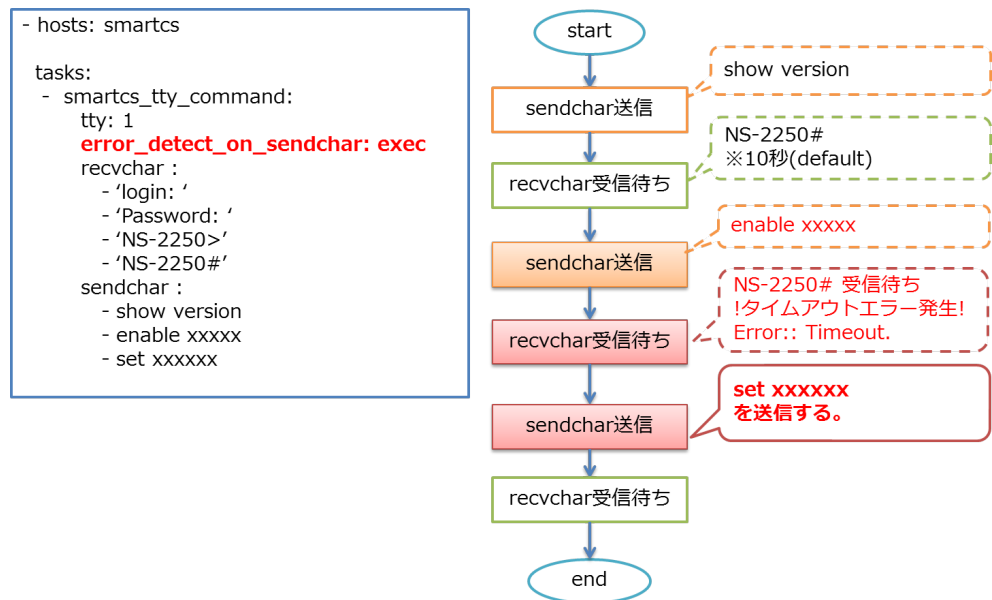 - hosts: smartcs
tasks:
- smartcs_tty_command:
tty: 1
error_detect_on_sendchar: exec
recvchar :
- ‘login: ‘
- ‘Password: ‘
- ‘NS-2250>’
- ‘NS-2250#’
sendchar :
- show version
- enable xxxxx
- set xxxxxx
start
sendchar送信
show version
recvchar受信待ち
NS-2250#
※10秒(default)
sendchar送信
enable xxxxx
recvchar受信待ち
NS-2250# 受信待ち
!タイムアウトエラー発生!
Error:: Timeout.
sendchar送信
set xxxxxx
を送信する。
recvchar受信待ち
end